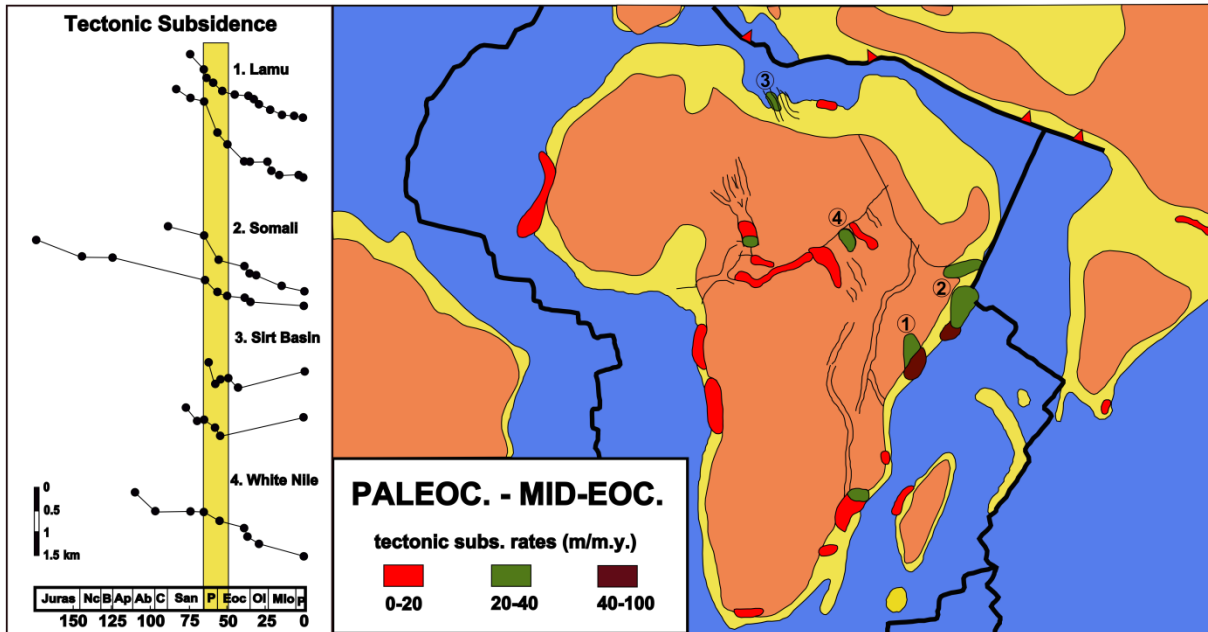 Tectonic Subsidence
1. Lamu
2. Somali
3. Sirt Basin
4. White Nile
0
0.5
1
1.5 km
Juras Nc B Ap Ab C San P Eoc Ol Mio P
150 125 100 75 50 25 0
3
4
2
1
PALEOC. - MID-EOC.
tectonic subs. rates (m/m.y.)
0-20 20-40 40-100